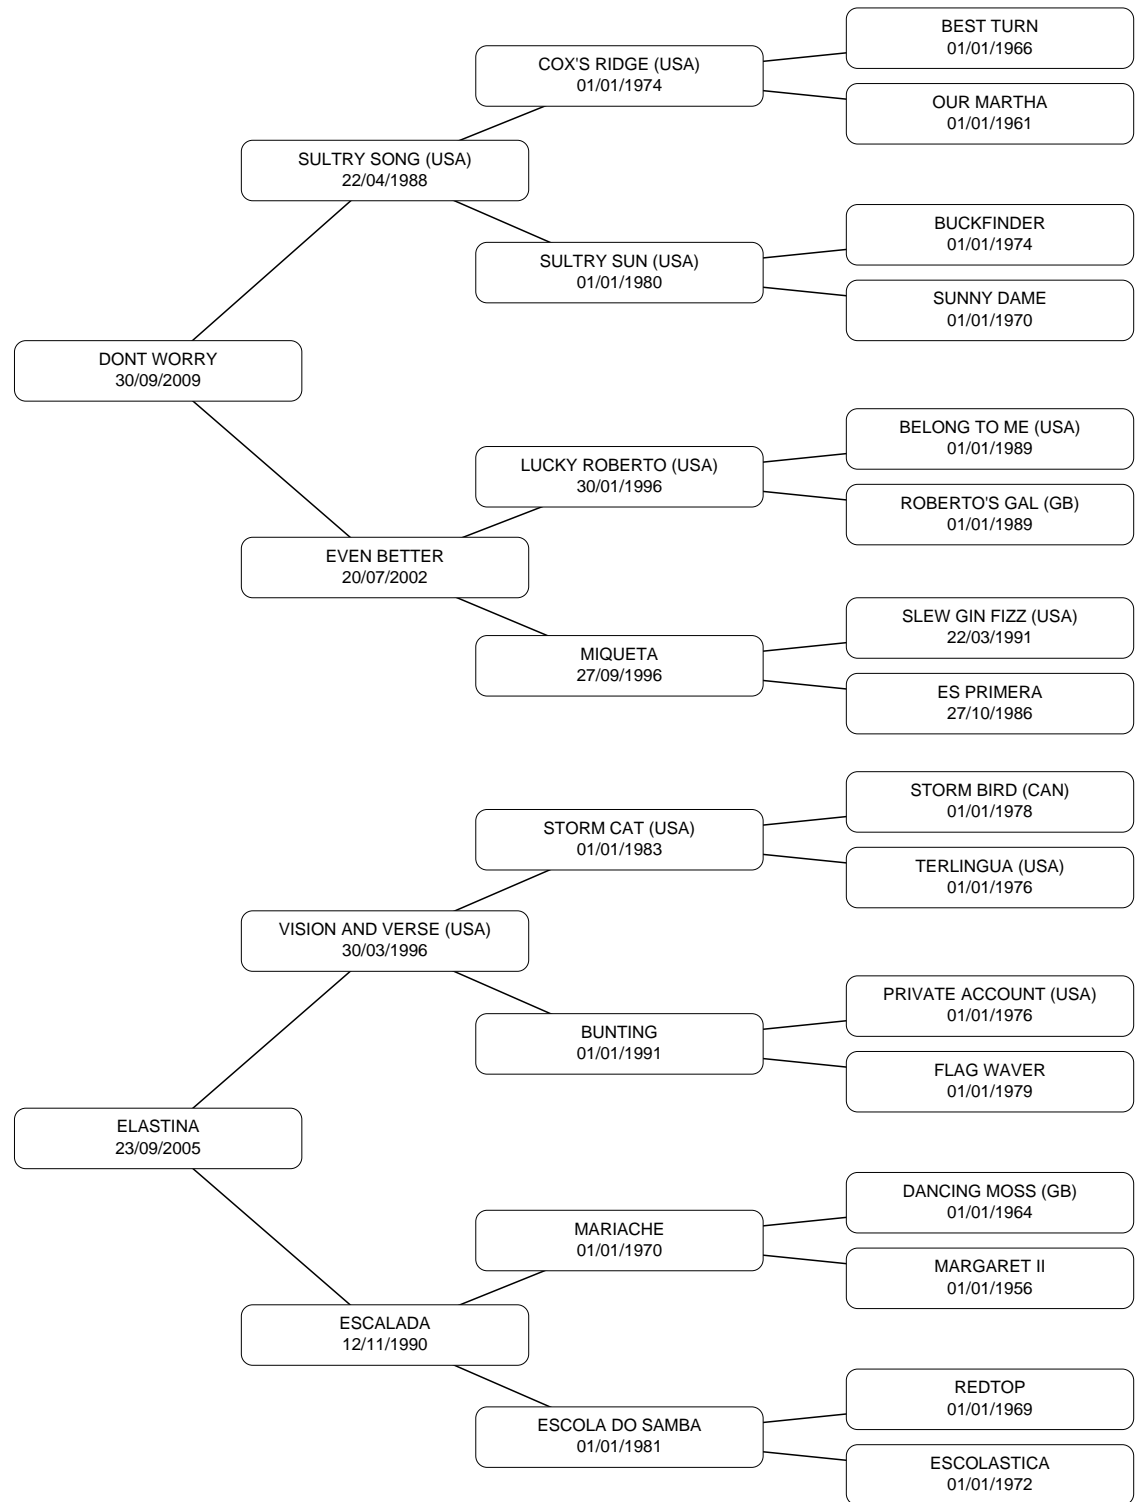 BEST TURN
01/01/1966
COX'S RIDGE (USA)
01/01/1974
OUR MARTHA
01/01/1961
SULTRY SONG (USA)
22/04/1988
BUCKFINDER
01/01/1974
SULTRY SUN (USA)
01/01/1980
SUNNY DAME
01/01/1970
DONT WORRY
30/09/2009
BELONG TO ME (USA)
01/01/1989
LUCKY ROBERTO (USA)
30/01/1996
ROBERTO'S GAL (GB)
01/01/1989
EVEN BETTER
20/07/2002
SLEW GIN FIZZ (USA)
22/03/1991
MIQUETA
27/09/1996
ES PRIMERA
27/10/1986
STORM BIRD (CAN)
01/01/1978
STORM CAT (USA)
01/01/1983
TERLINGUA (USA)
01/01/1976
VISION AND VERSE (USA)
30/03/1996
PRIVATE ACCOUNT (USA)
01/01/1976
BUNTING
01/01/1991
FLAG WAVER
01/01/1979
ELASTINA
23/09/2005
DANCING MOSS (GB)
01/01/1964
MARIACHE
01/01/1970
MARGARET II
01/01/1956
ESCALADA
12/11/1990
REDTOP
01/01/1969
ESCOLA DO SAMBA
01/01/1981
ESCOLASTICA
01/01/1972